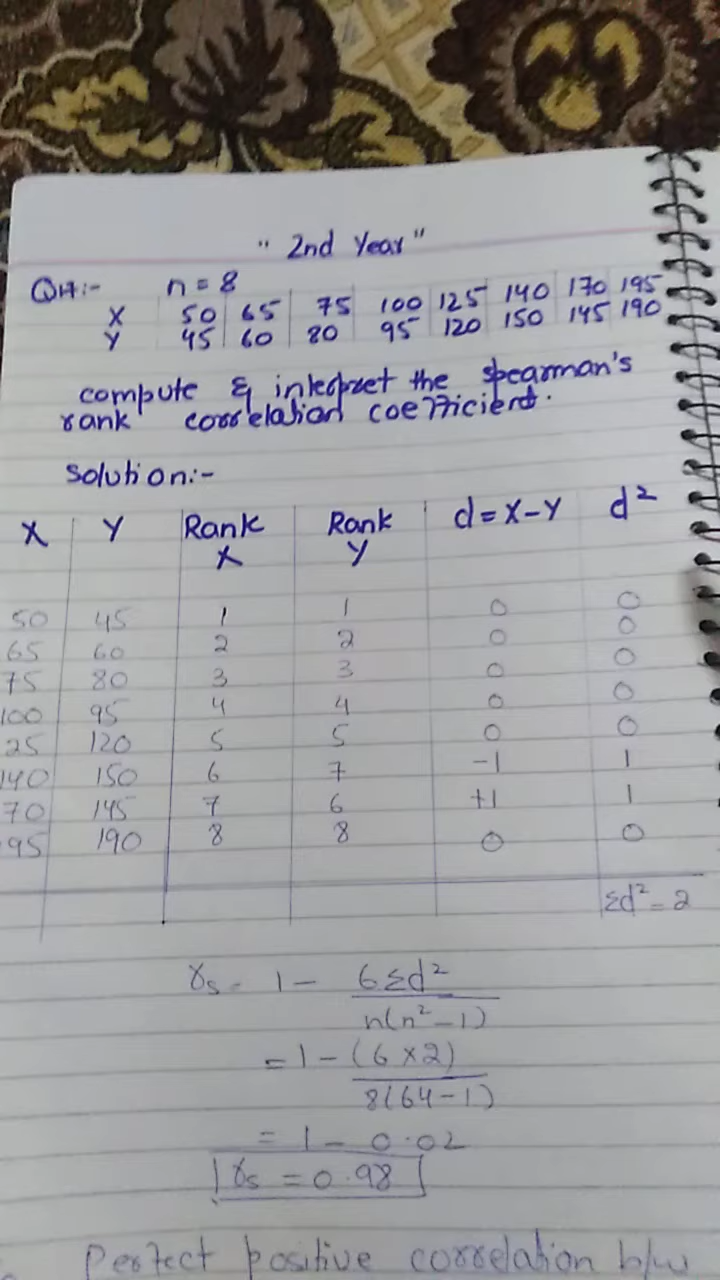 " 2nd Year "
Q#:- n = 8
X 50 65 75 100 125 140 170 195
Y 45 60 80 95 120 150 145 190
compute & interpret the spearman's
rank correlation coefficient.
Solution:-
X Y Rank X Rank Y d = X - Y d²
50 45 1 1 0 0
65 60 2 2 0 0
75 80 3 3 0 0
100 95 4 4 0 0
25 120 5 5 0 0
140 150 6 7 -1 1
70 145 7 6 +1 1
95 190 8 8 0 0
Σd² = 2
rs = 1 - 6Σd² / n(n² - 1)
= 1 - (6 × 2) / 8(64 - 1)
= 1 - 0.02
rs = 0.98
Perfect positive correlation b/w